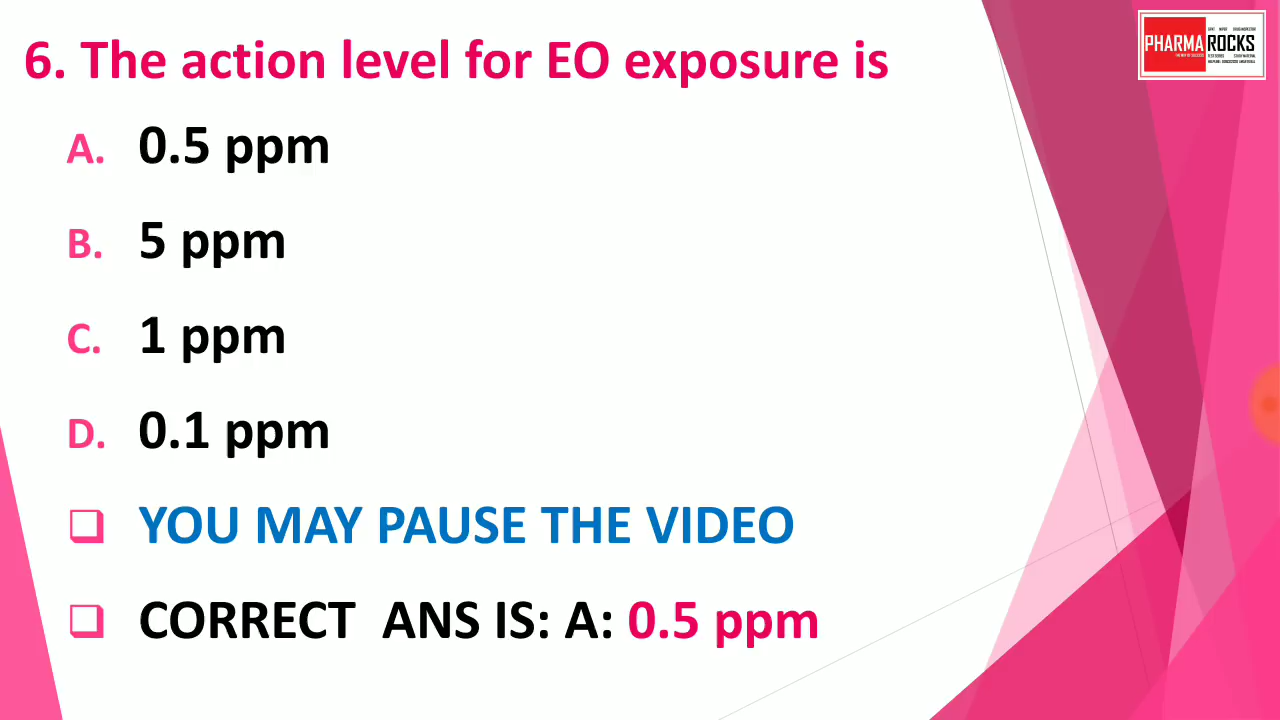 6. The action level for EO exposure is
A. 0.5 ppm
B. 5 ppm
C. 1 ppm
D. 0.1 ppm
YOU MAY PAUSE THE VIDEO
CORRECT ANS IS: A: 0.5 ppm
PHARMA ROCKS